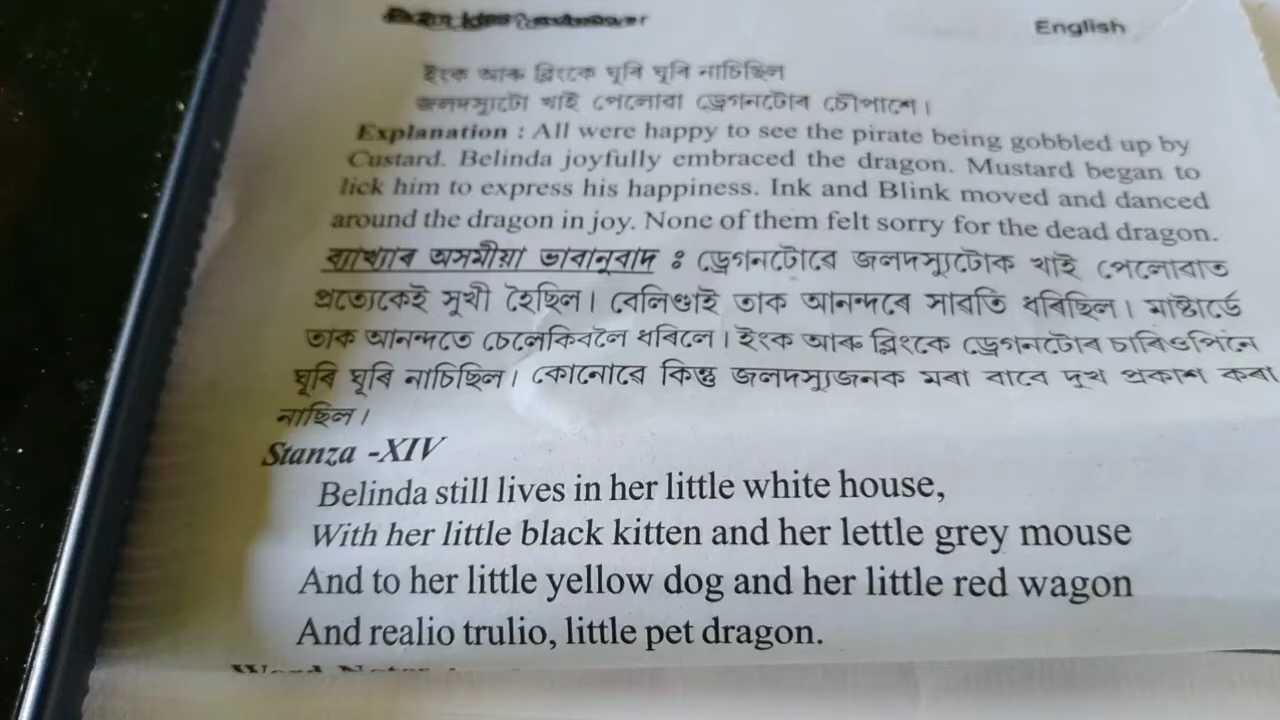 English
ইংক আৰু ব্লিংকে ঘূৰি ঘূৰি নাচিছিল
জলদস্যুটো খাই পেলোৱা ড্ৰেগনটোৰ চৌপাশে।
Explanation : All were happy to see the pirate being gobbled up by
Custard. Belinda joyfully embraced the dragon. Mustard began to
lick him to express his happiness. Ink and Blink moved and danced
around the dragon in joy. None of them felt sorry for the dead dragon.
ব্যাখ্যাৰ অসমীয়া ভাবানুবাদ : ড্ৰেগনটোৱে জলদস্যুটোক খাই পেলোৱাত
প্ৰত্যেকেই সুখী হৈছিল। বেলিণ্ডাই তাক আনন্দৰে সাৱতি ধৰিছিল। মাষ্টাৰ্ডে
তাক আনন্দতে চেলেকিবলৈ ধৰিলে। ইংক আৰু ব্লিংকে ড্ৰেগনটোৰ চাৰিওপিনে
ঘূৰি ঘূৰি নাচিছিল। কোনোৱে কিন্তু জলদস্যুজনক মৰা বাবে দুখ প্ৰকাশ কৰা
নাছিল।
Stanza -XIV
Belinda still lives in her little white house,
With her little black kitten and her lettle grey mouse
And to her little yellow dog and her little red wagon
And realio trulio, little pet dragon.